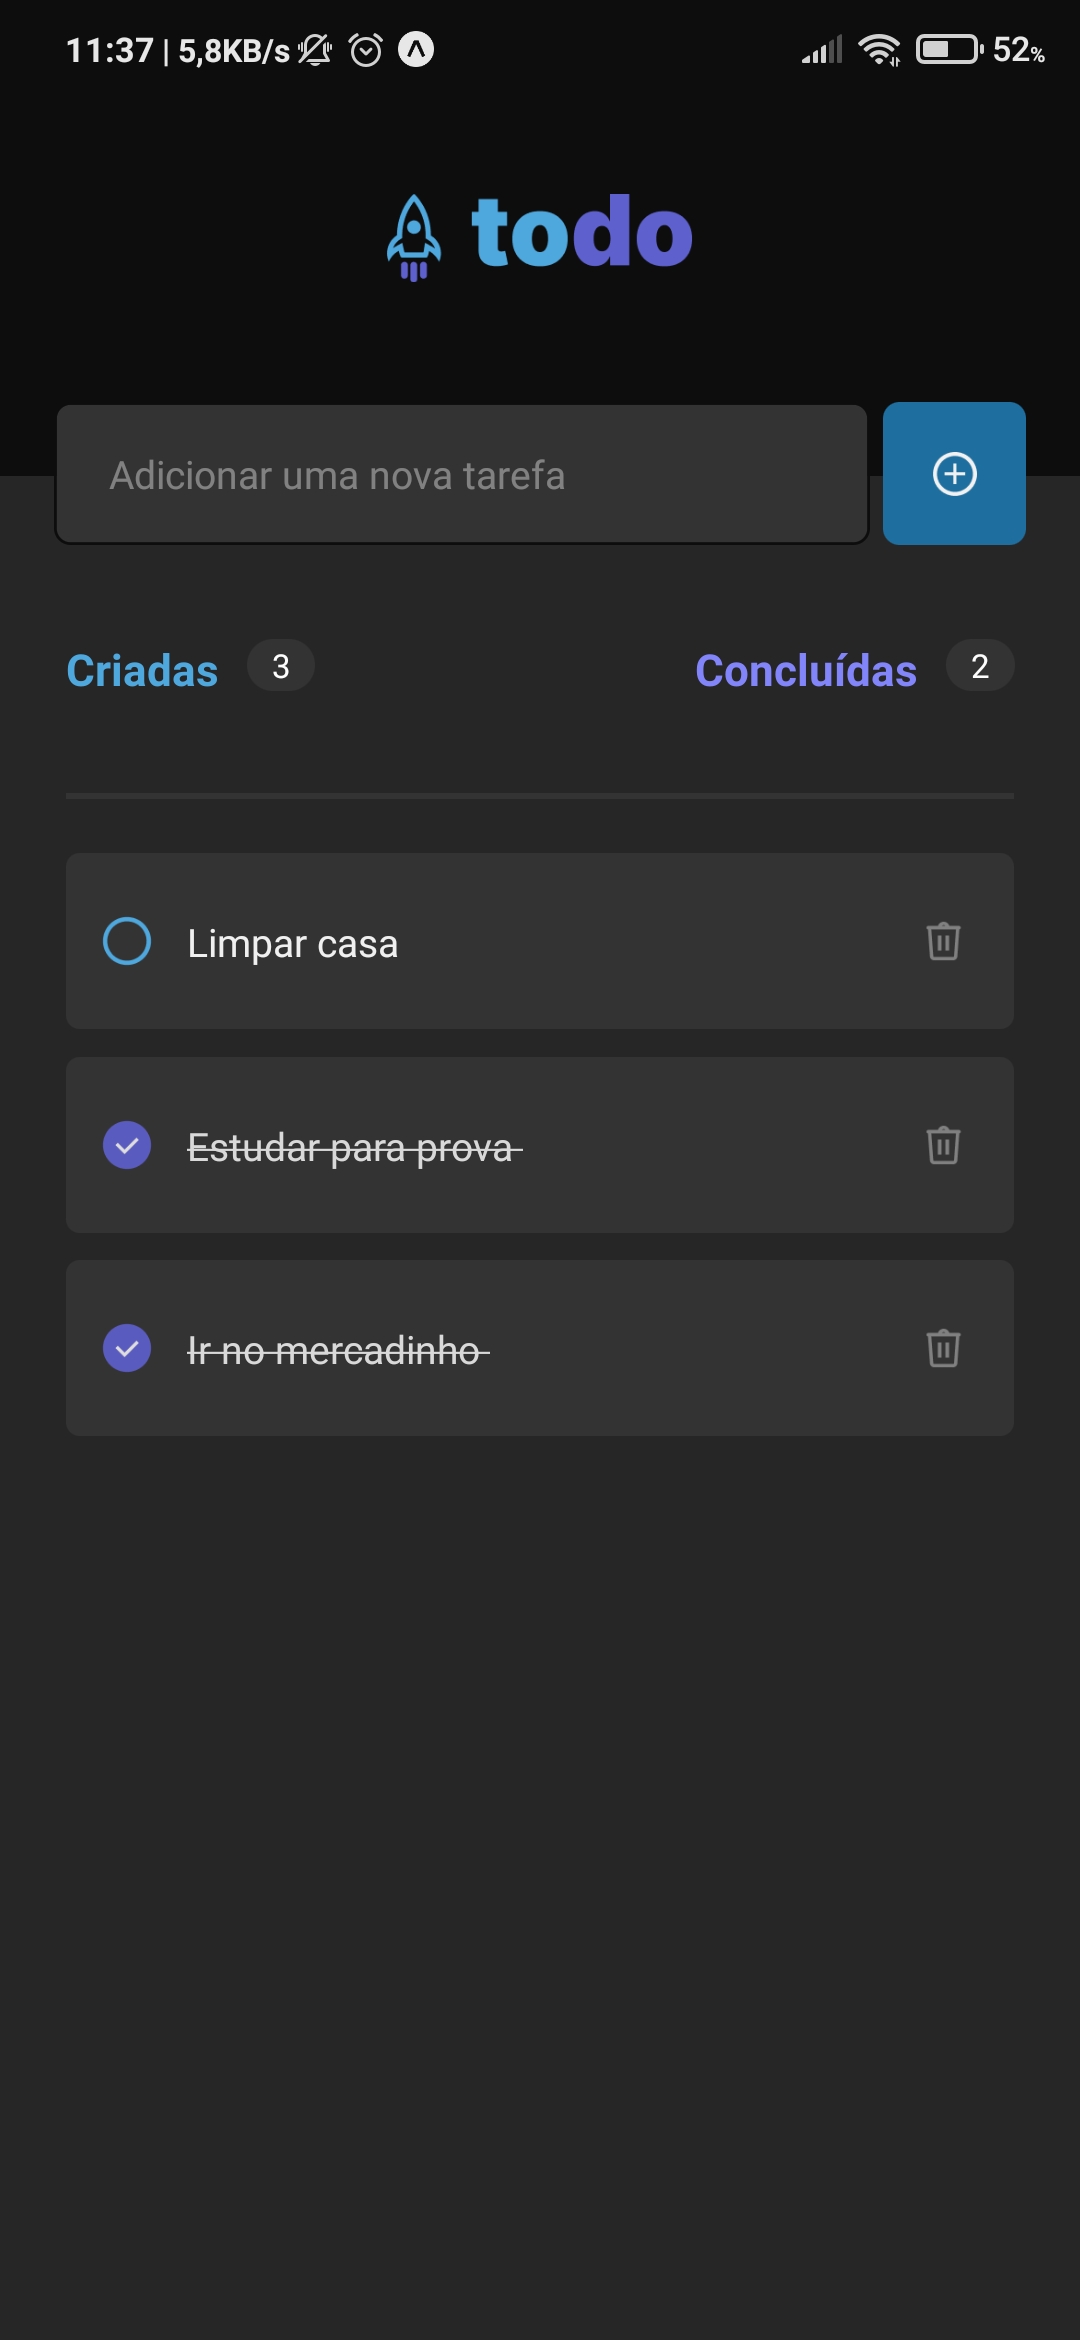 11:37 | 5,8KB/s 52%
todo
Adicionar uma nova tarefa
Criadas 3 Concluídas 2
Limpar casa
Estudar para prova
Ir no mercadinho